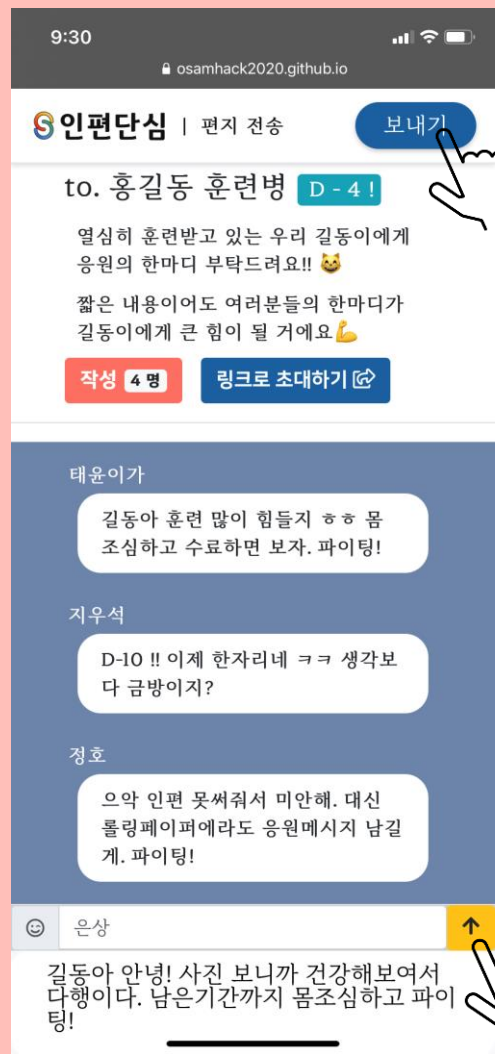 9:30
osamhack2020.github.io
인편단심 | 편지 전송
보내기
to. 홍길동 훈련병 D - 4 !
열심히 훈련받고 있는 우리 길동이에게
응원의 한마디 부탁드려요!! 😺
짧은 내용이어도 여러분들의 한마디가
길동이에게 큰 힘이 될 거에요💪
작성 4 명
링크로 초대하기
태윤이가
길동아 훈련 많이 힘들지 ㅎㅎ 몸
조심하고 수료하면 보자. 파이팅!
지우석
D-10 !! 이제 한자리네 ㅋㅋ 생각보
다 금방이지?
정호
으악 인편 못써줘서 미안해. 대신
롤링페이퍼에라도 응원메시지 남길
게. 파이팅!
은상
길동아 안녕! 사진 보니까 건강해보여서
다행이다. 남은기간까지 몸조심하고 파이
팅!